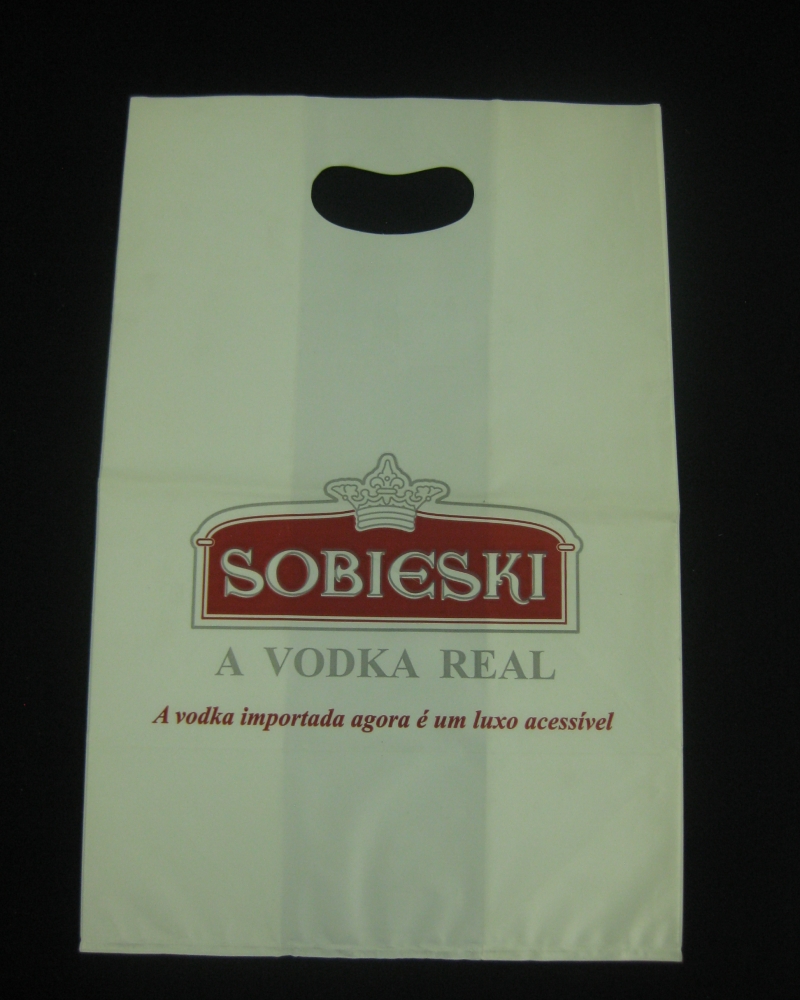 SOBIESKI
A VODKA REAL
A vodka importada agora é um luxo acessível